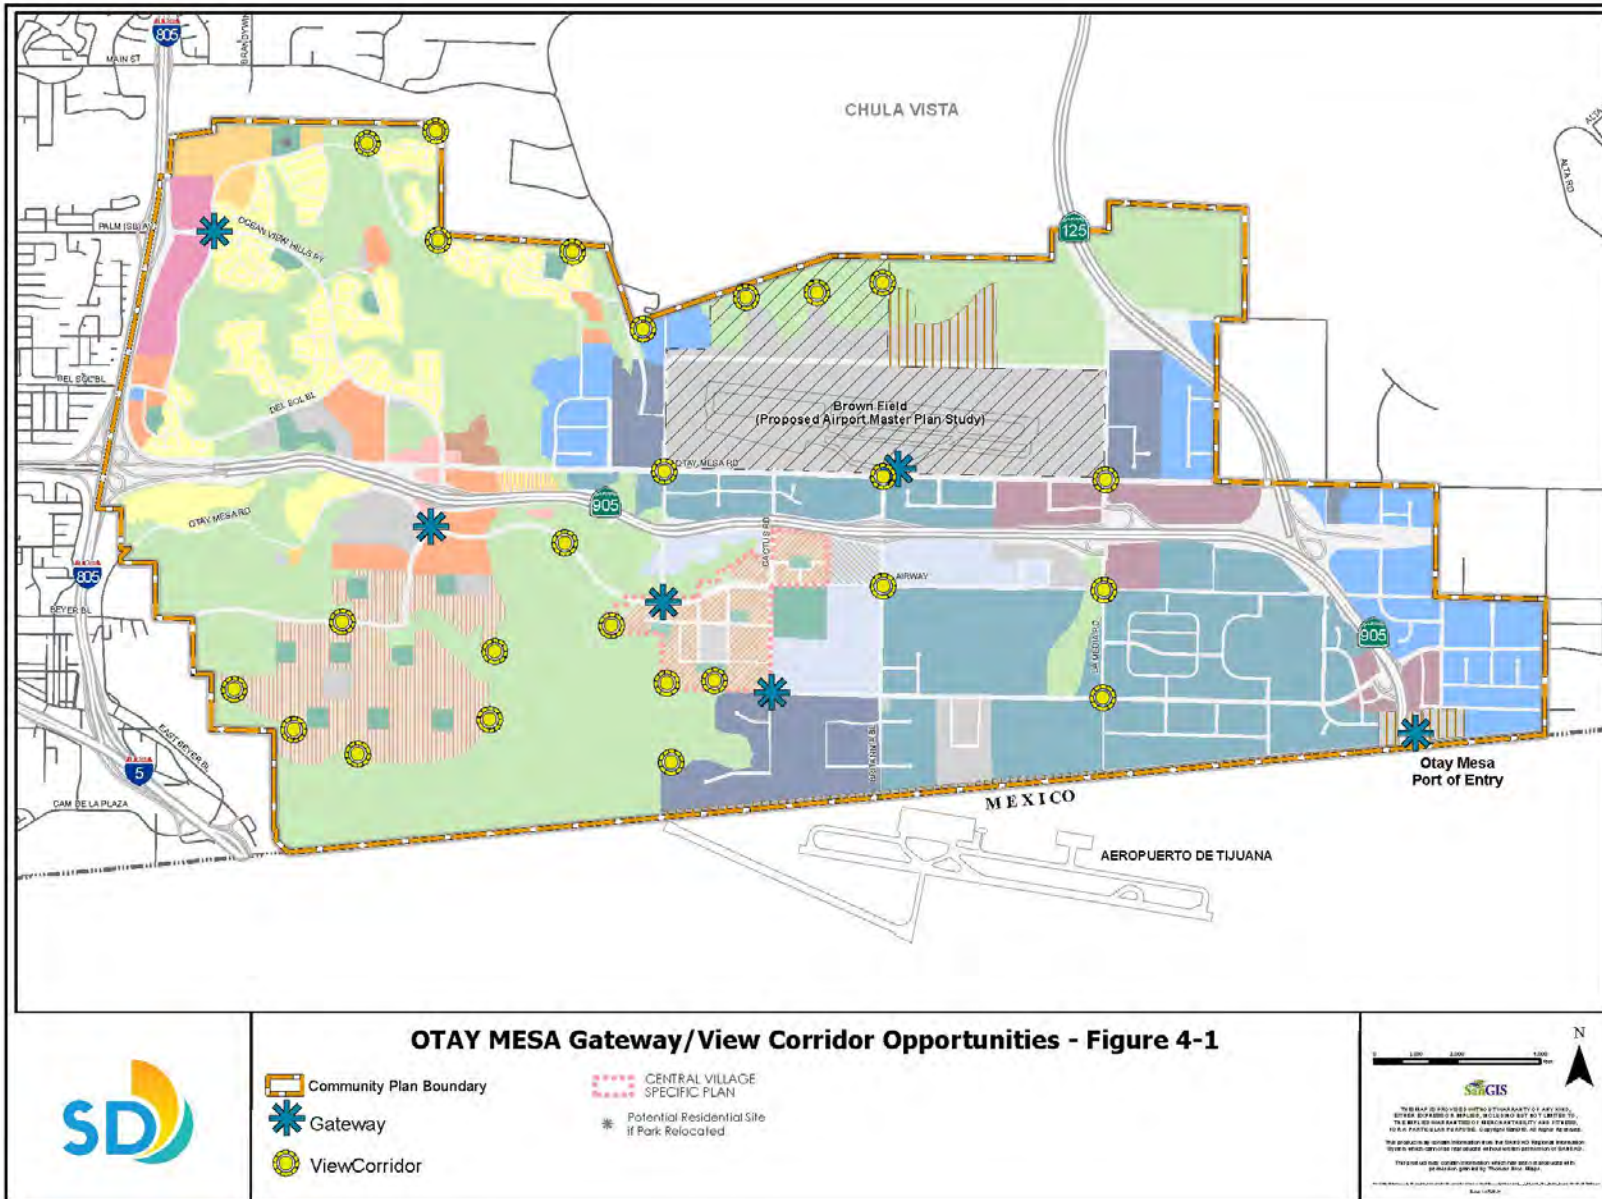 805
MAIN ST
BRANDYWINE
CHULA VISTA
ALTA
ALTA RD
PALM (SB) AV
OCEAN VIEW HILLS PY
125
DEL SOL BL
DEL SOL BL
Brown Field
(Proposed Airport Master Plan Study)
OTAY MESA RD
905
OTAY MESA RD
CACTUS RD
805
AIRWAY
BEYER BL
LA MEDIA RD
905
BRITANNIA BL
EAST BEYER BL
5
CAM DE LA PLAZA
Otay Mesa
Port of Entry
MEXICO
AEROPUERTO DE TIJUANA
OTAY MESA Gateway/View Corridor Opportunities - Figure 4-1
Community Plan Boundary
Gateway
ViewCorridor
CENTRAL VILLAGE
SPECIFIC PLAN
Potential Residential Site
if Park Relocated
SD
N
SanGIS